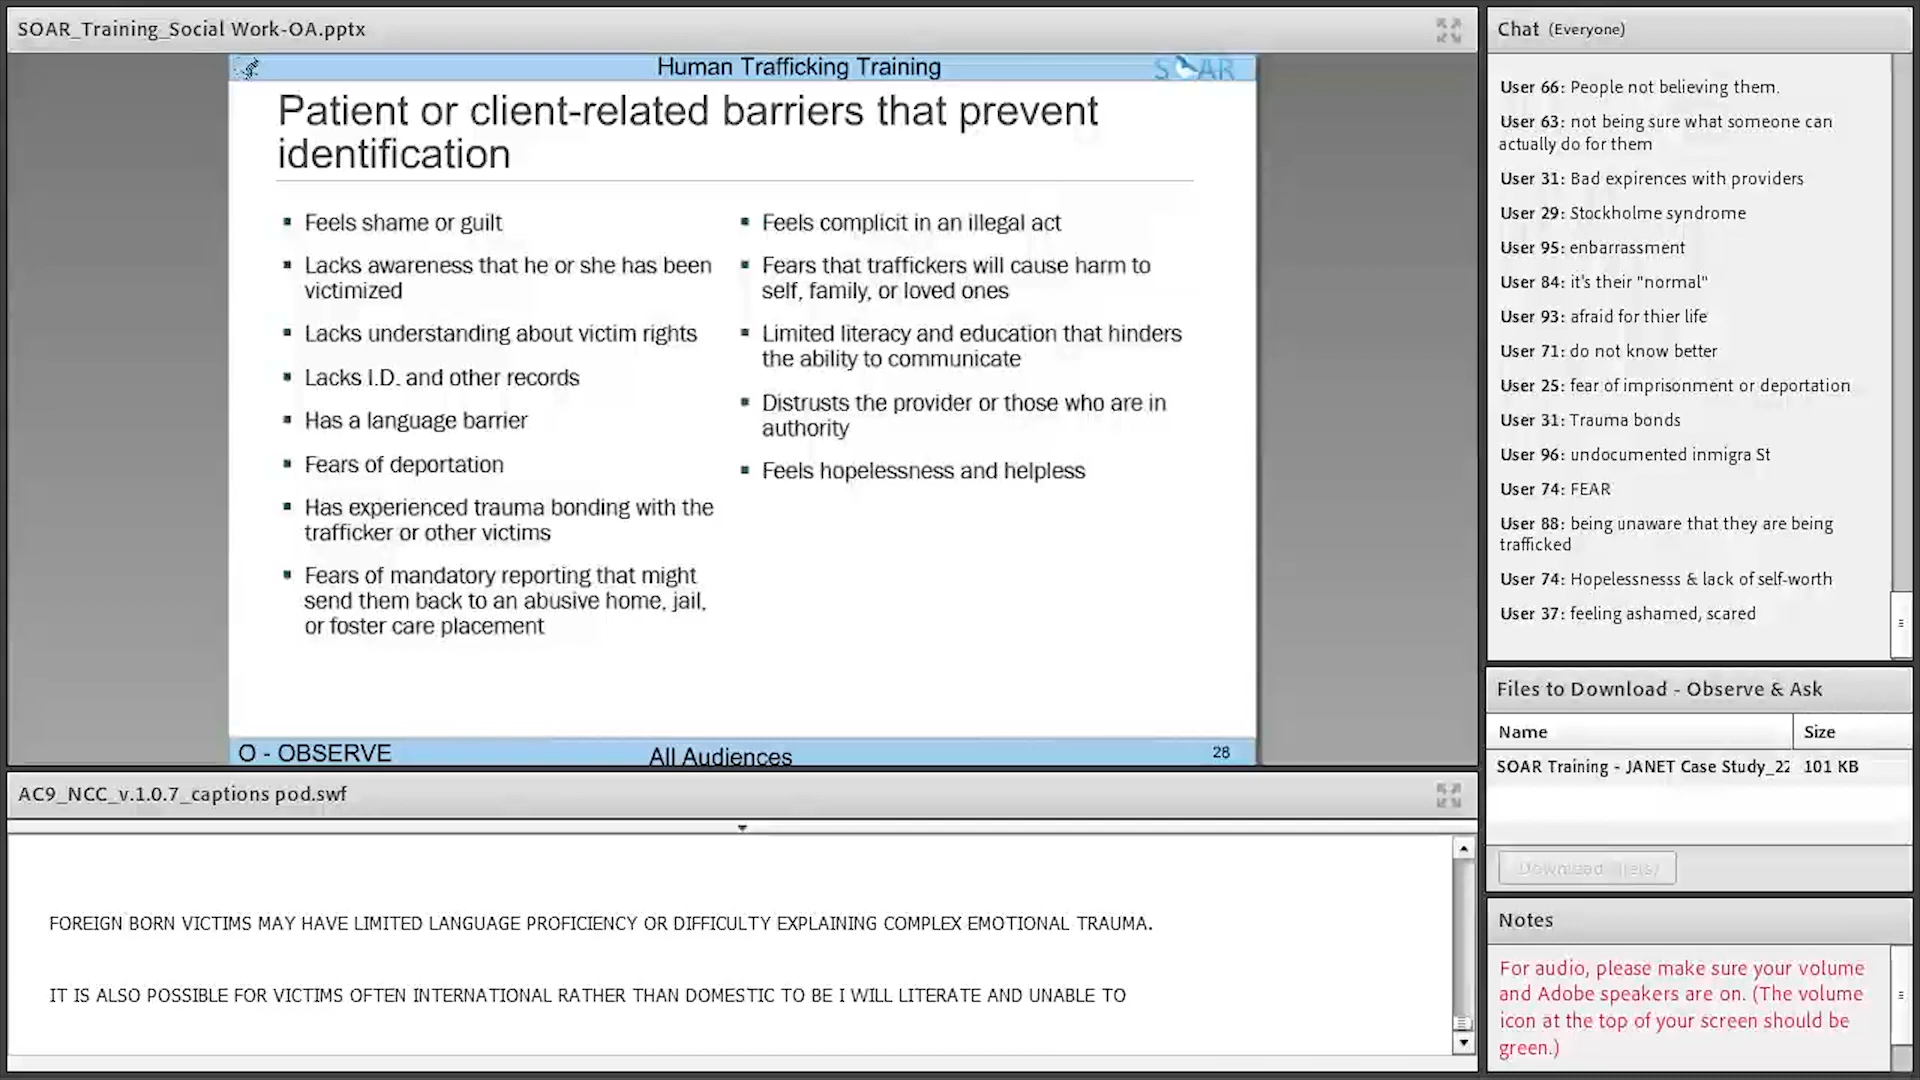 SOAR_Training_Social Work-OA.pptx
Human Trafficking Training
SOAR
Patient or client-related barriers that prevent
identification
▪ Feels shame or guilt
▪ Lacks awareness that he or she has been
victimized
▪ Lacks understanding about victim rights
▪ Lacks I.D. and other records
▪ Has a language barrier
▪ Fears of deportation
▪ Has experienced trauma bonding with the
trafficker or other victims
▪ Fears of mandatory reporting that might
send them back to an abusive home, jail,
or foster care placement
▪ Feels complicit in an illegal act
▪ Fears that traffickers will cause harm to
self, family, or loved ones
▪ Limited literacy and education that hinders
the ability to communicate
▪ Distrusts the provider or those who are in
authority
▪ Feels hopelessness and helpless
O - OBSERVE
All Audiences
28
AC9_NCC_v.1.0.7_captions pod.swf
FOREIGN BORN VICTIMS MAY HAVE LIMITED LANGUAGE PROFICIENCY OR DIFFICULTY EXPLAINING COMPLEX EMOTIONAL TRAUMA.
IT IS ALSO POSSIBLE FOR VICTIMS OFTEN INTERNATIONAL RATHER THAN DOMESTIC TO BE I WILL LITERATE AND UNABLE TO
Chat (Everyone)
User 66: People not believing them.
User 63: not being sure what someone can
actually do for them
User 31: Bad expirences with providers
User 29: Stockholme syndrome
User 95: enbarrassment
User 84: it's their "normal"
User 93: afraid for thier life
User 71: do not know better
User 25: fear of imprisonment or deportation
User 31: Trauma bonds
User 96: undocumented inmigra St
User 74: FEAR
User 88: being unaware that they are being
trafficked
User 74: Hopelessnesss & lack of self-worth
User 37: feeling ashamed, scared
Files to Download - Observe & Ask
Name Size
SOAR Training - JANET Case Study_22 101 KB
Download File(s)
Notes
For audio, please make sure your volume
and Adobe speakers are on. (The volume
icon at the top of your screen should be
green.)